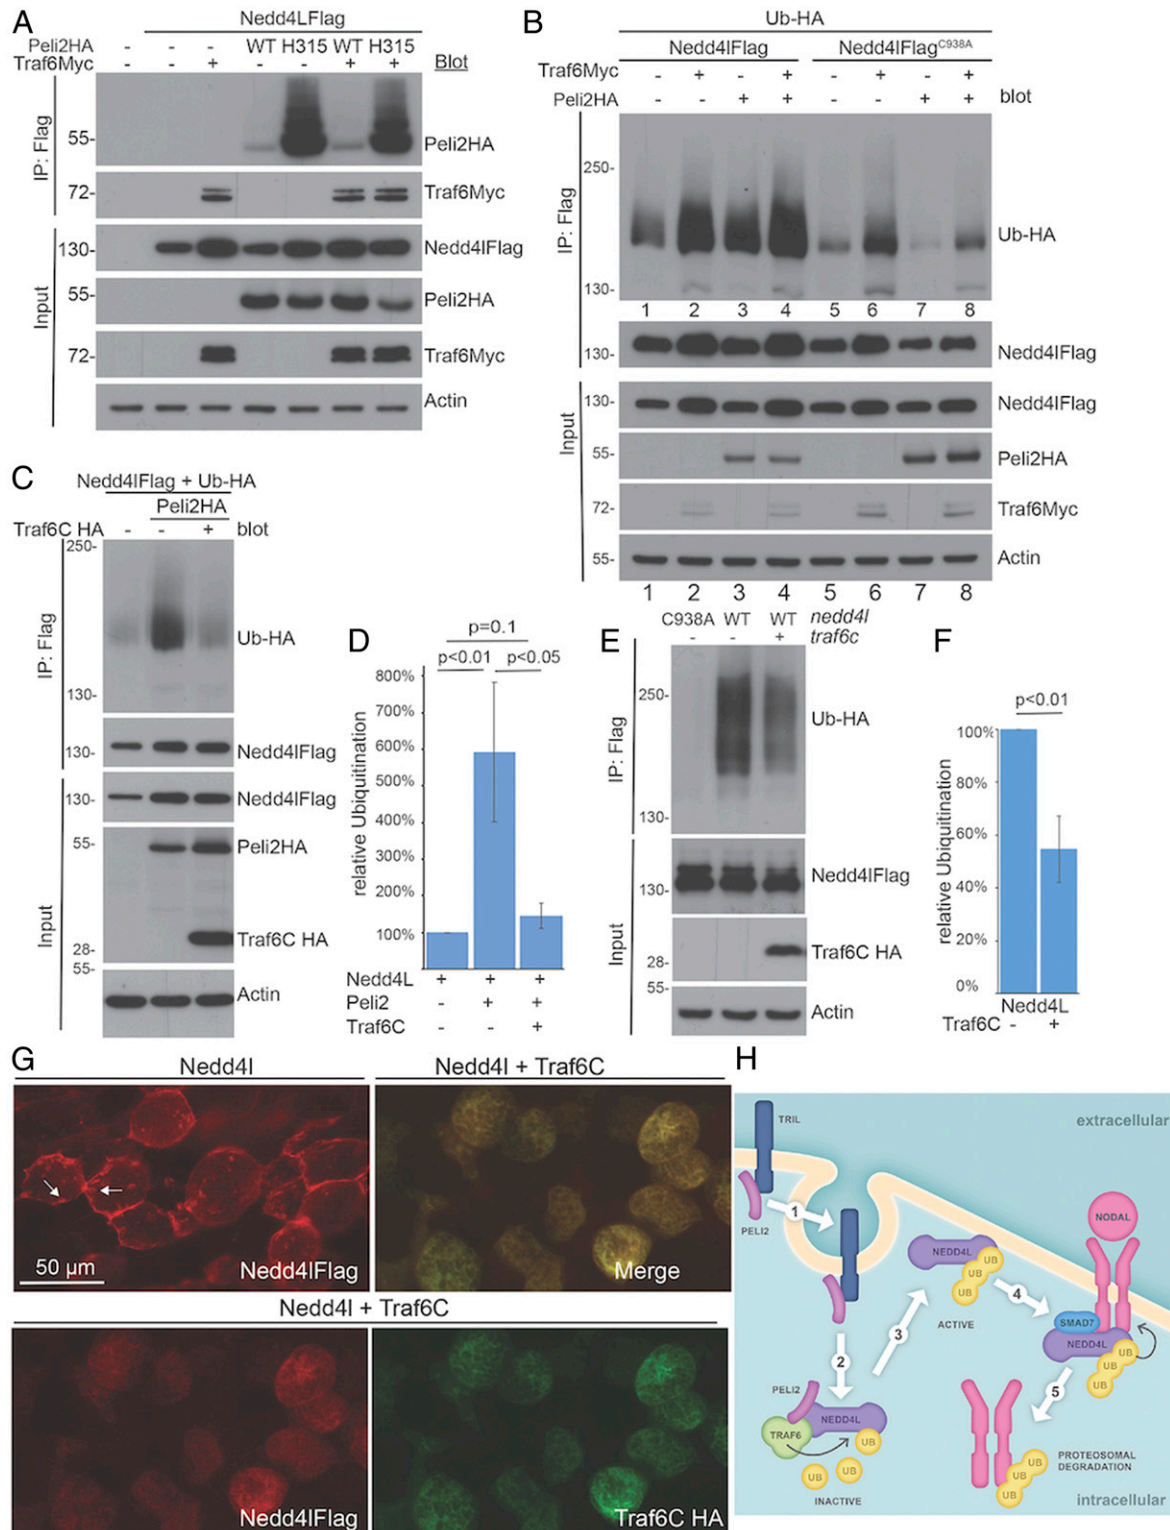 A
Nedd4LFlag
Peli2HA - - - WT H315 WT H315
Traf6Myc - - + - - + + Blot
IP: Flag
55- Peli2HA
72- Traf6Myc
Input
130- Nedd4lFlag
55- Peli2HA
72- Traf6Myc
Actin
B
Ub-HA
Nedd4lFlag Nedd4lFlagC938A
Traf6Myc - + - + - + - +
Peli2HA - - + + - - + + blot
IP: Flag
250-
Ub-HA
130-
1 2 3 4 5 6 7 8
130- Nedd4lFlag
Input
130- Nedd4lFlag
55- Peli2HA
72- Traf6Myc
55- Actin
1 2 3 4 5 6 7 8
C
Nedd4lFlag + Ub-HA
Peli2HA
Traf6C HA - - + blot
IP: Flag
250-
Ub-HA
130-
130- Nedd4lFlag
Input
130- Nedd4lFlag
55- Peli2HA
28- Traf6C HA
55-
Actin
D
p=0.1
p<0.01 p<0.05
relative Ubiquitination
800%
700%
600%
500%
400%
300%
200%
100%
Nedd4L + + +
Peli2 - + +
Traf6C - - +
E
C938A WT WT nedd4l
- - + traf6c
IP: Flag
250-
Ub-HA
130-
Input
130- Nedd4lFlag
28- Traf6C HA
55-
Actin
F
p<0.01
relative Ubiquitination
100%
80%
60%
40%
20%
0%
Nedd4L
Traf6C - +
G
Nedd4l
Nedd4l + Traf6C
50 µm
Nedd4lFlag
Merge
Nedd4l + Traf6C
Nedd4lFlag
Traf6C HA
H
extracellular
TRIL
PELI2
1
NODAL
NEDD4L
UB
UB
UB
ACTIVE
4
3
SMAD7
NEDD4L
UB
UB
UB
2
5
PELI2
NEDD4L
TRAF6
UB
UB
UB
INACTIVE
UB
UB
UB
PROTEOSOMAL
DEGRADATION
intracellular